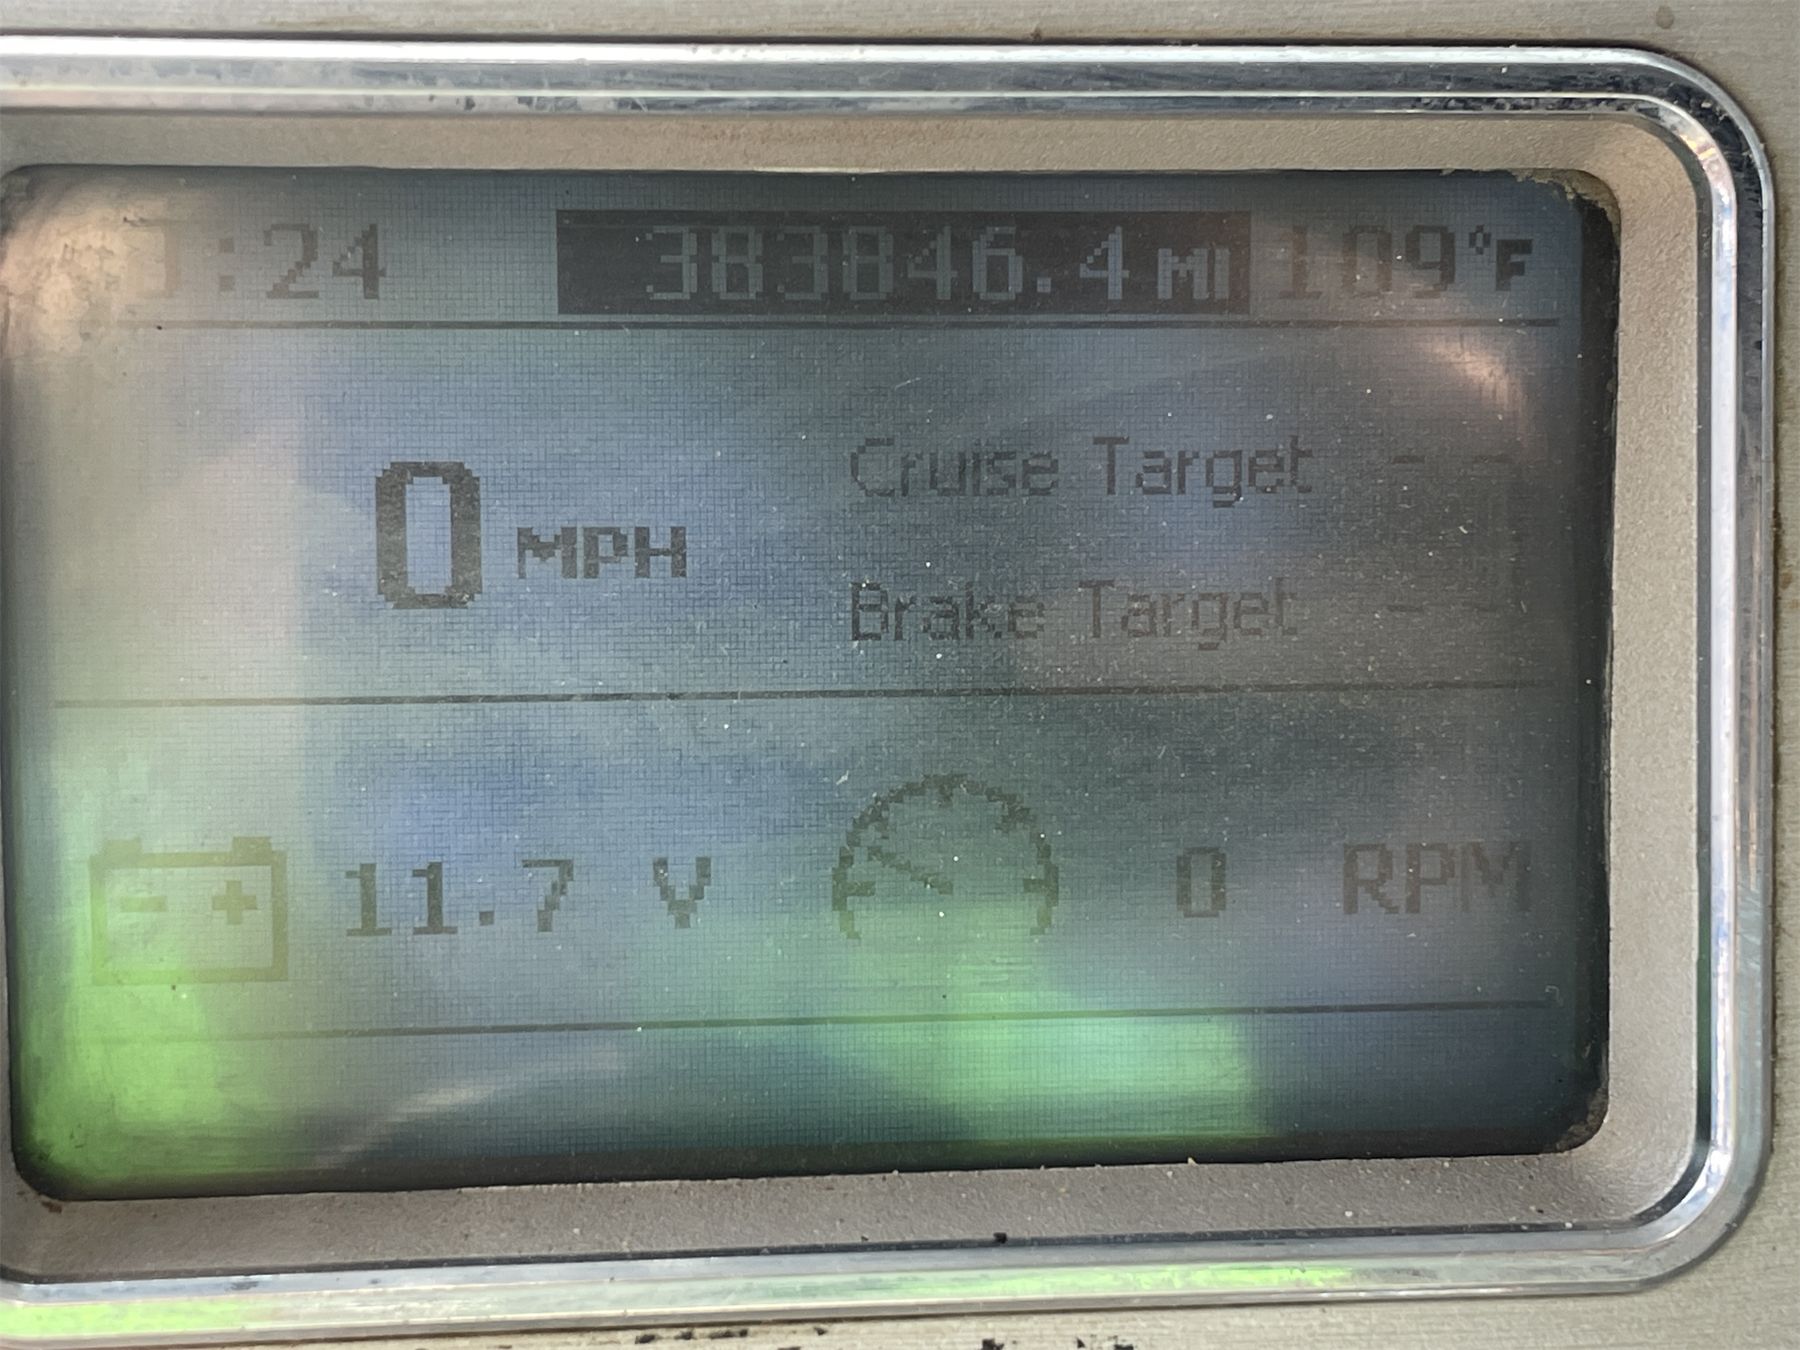 :24 383846.4 MI 109°F
Cruise Target - -
0 MPH
Brake Target - -
- + 11.7 V 0 RPM